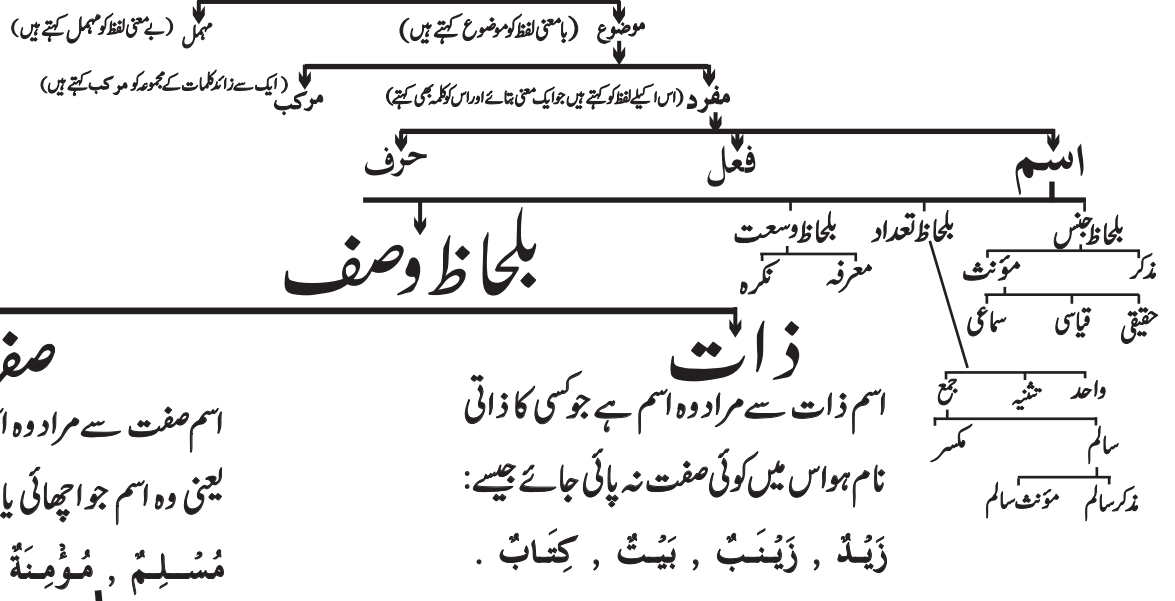 موضوع (بامعنی لفظ کو موضوع کہتے ہیں) مہمل (بے معنی لفظ کو مہمل کہتے ہیں)
مفرد (اس اکیلے لفظ کو کہتے ہیں جو ایک معنی بتائے اور اس کو کلمہ بھی کہتے) مرکب (ایک سے زائد کلمات کے مجموعہ کو مرکب کہتے ہیں)
اسم فعل حرف
بلحاظ جنس بلحاظ تعداد بلحاظ وسعت بلحاظ وصف
مذکر مؤنث معرفہ نکرہ
حقیقی قیاسی سماعی
ذات
واحد تثنیہ جمع
سالم مکسر
مذکر سالم مؤنث سالم
اسم ذات سے مراد وہ اسم ہے جو کسی کا ذاتی
نام ہو اس میں کوئی صفت نہ پائی جائے جیسے:
زَیْدٌ , زَیْنَبٌ , بَیْتٌ , کِتَابٌ .
اسم صفت سے مراد وہ
یعنی وہ اسم جو اچھائی یا
مُسْلِمٌ , مُؤْمِنَةٌ